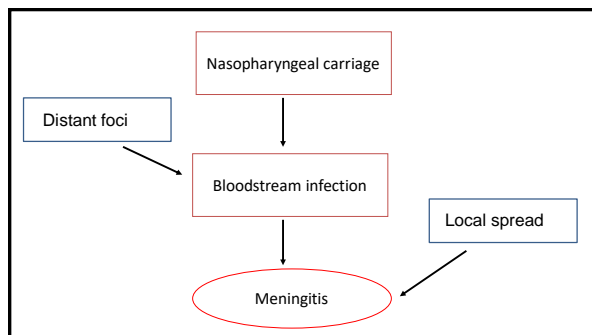 Nasopharyngeal carriage
Distant foci
Bloodstream infection
Local spread
Meningitis